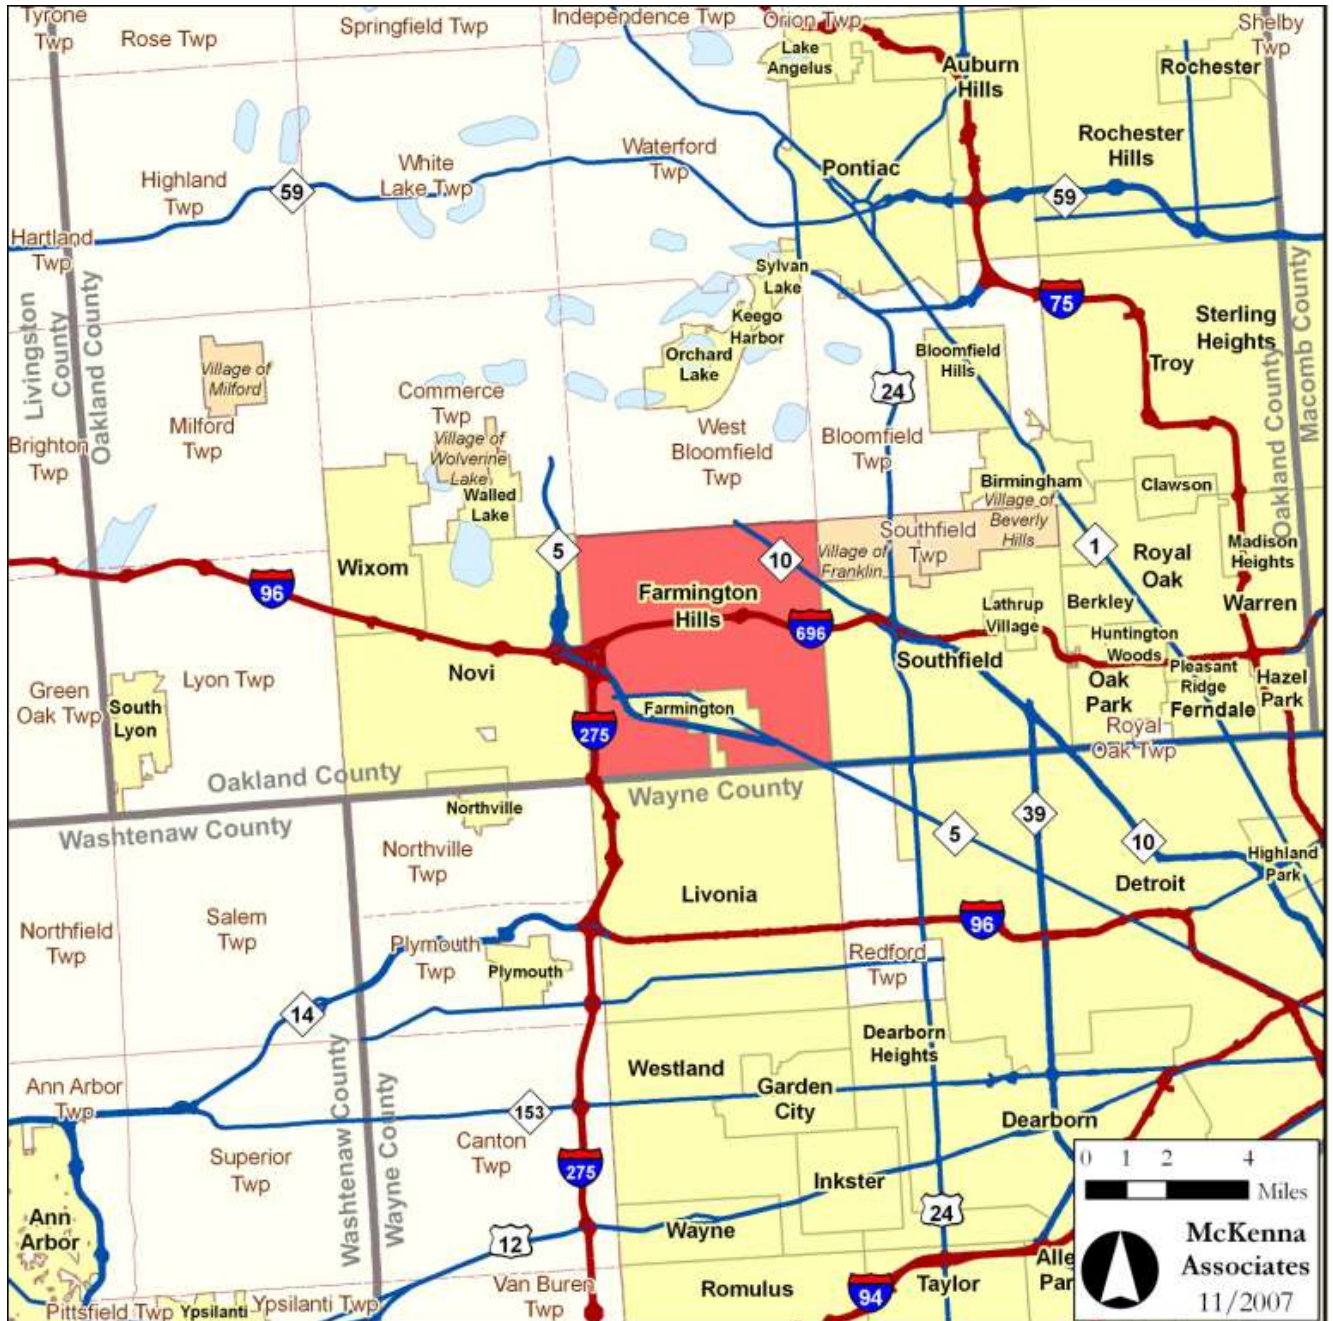 Tyrone
Twp
Rose Twp
Springfield Twp
Independence Twp
Orion Twp
Shelby
Twp
Lake
Angelus
Auburn
Hills
Rochester
Rochester
Hills
Highland
Twp
59
White
Lake Twp
Waterford
Twp
Pontiac
59
Hartland
Twp
Sylvan
Lake
Keego
Harbor
75
Sterling
Heights
Livingston
County
Oakland County
Oakland County
Macomb County
Village of
Milford
Orchard
Lake
Bloomfield
Hills
Troy
24
Commerce
Twp
Brighton
Twp
Milford
Twp
Village of
Wolverine
Lake
Walled
Lake
West
Bloomfield
Twp
Bloomfield
Twp
Birmingham
Clawson
Village of
Beverly
Hills
Southfield
Twp
Village of
Franklin
5
10
1
Royal
Oak
Madison
Heights
Wixom
96
Farmington
Hills
696
Lathrup
Village
Berkley
Warren
Huntington
Woods
Novi
Southfield
Pleasant
Ridge
Oak
Park
Ferndale
Hazel
Park
Green
Oak Twp
Lyon Twp
South
Lyon
Farmington
275
Royal
Oak Twp
Oakland County
Wayne County
Washtenaw County
Northville
Northville
Twp
5
39
10
Highland
Park
Detroit
Livonia
96
Northfield
Twp
Salem
Twp
Plymouth
Twp
Plymouth
Redford
Twp
14
Dearborn
Heights
Westland
Garden
City
Washtenaw County
Wayne County
Ann Arbor
Twp
153
Dearborn
Superior
Twp
Canton
Twp
275
Inkster
24
Ann
Arbor
12
Wayne
Romulus
94
Taylor
Alle
Par
Van Buren
Twp
Pittsfield Twp
Ypsilanti
Ypsilanti Twp
0 1 2 4
Miles
McKenna
Associates
11/2007